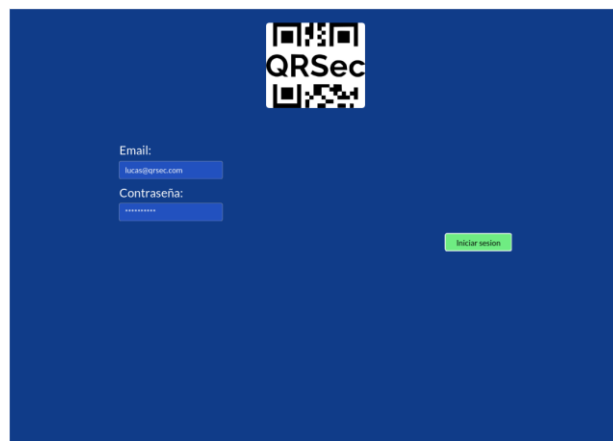 QRSec
Email:
lucas@qrsec.com
Contraseña:
**********
Iniciar sesion